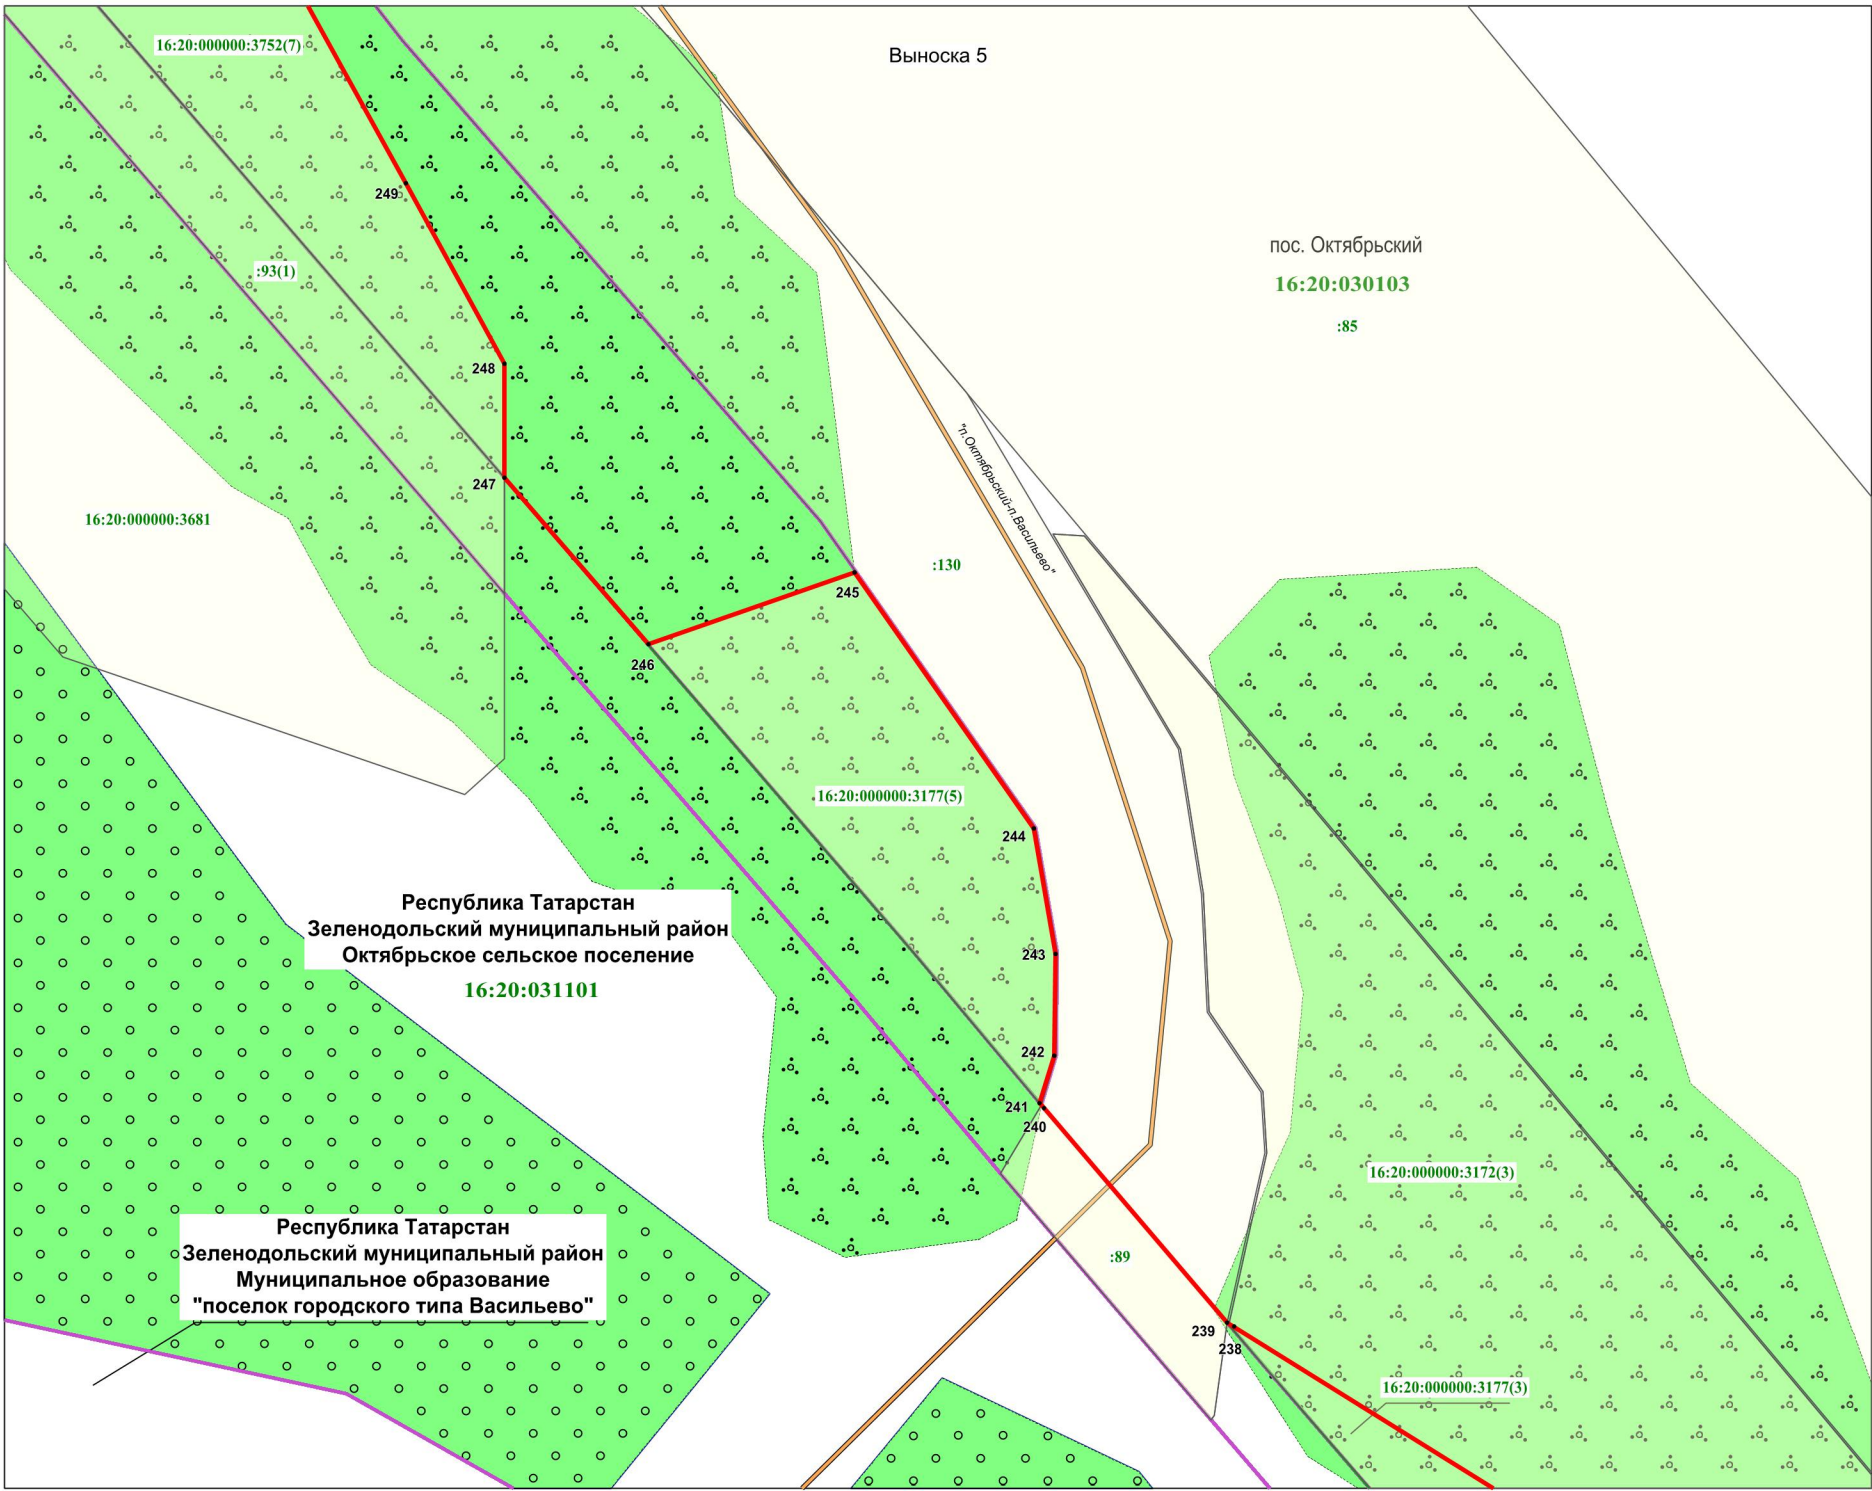 16:20:000000:3752(7)
Выноска 5
249
пос. Октябрьский
16:20:030103
:93(1)
:85
248
247
"п.Октябрьский-п.Васильево"
16:20:000000:3681
:130
245
246
16:20:000000:3177(5)
244
Республика Татарстан
Зеленодольский муниципальный район
Октябрьское сельское поселение
16:20:031101
243
242
241
240
16:20:000000:3172(3)
Республика Татарстан
Зеленодольский муниципальный район
Муниципальное образование
"поселок городского типа Васильево"
:89
239
238
16:20:000000:3177(3)